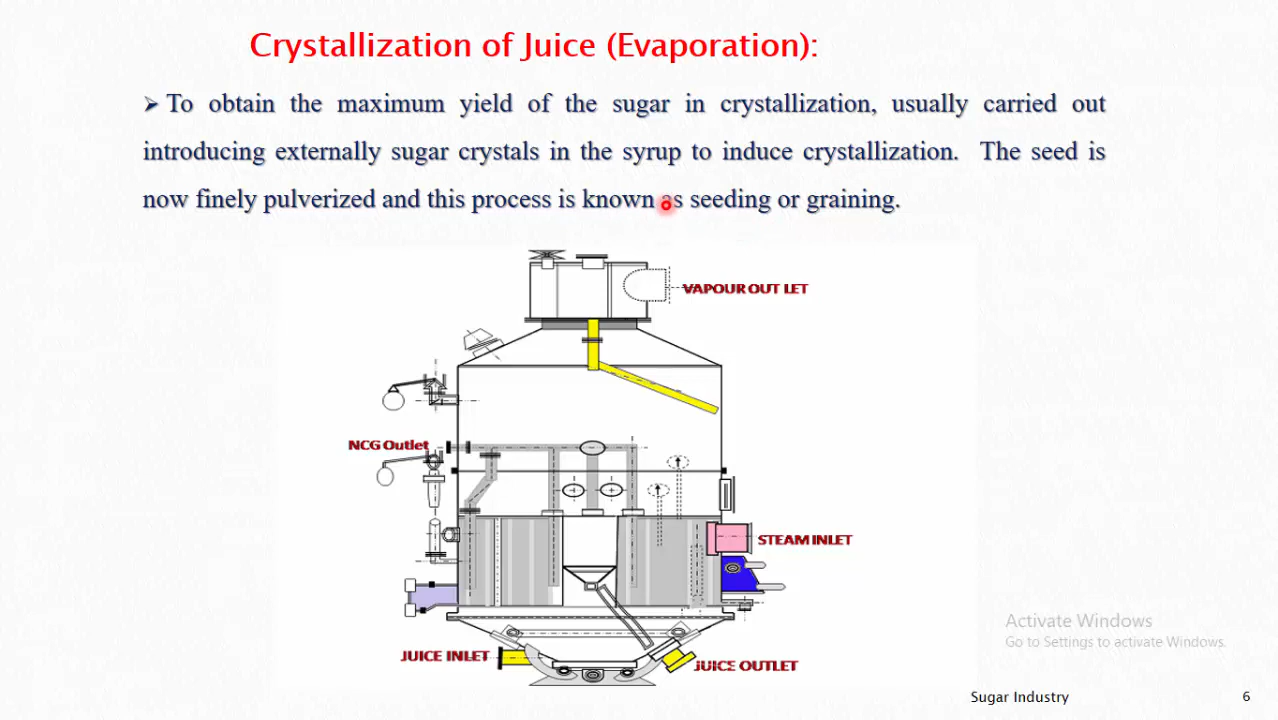 Crystallization of Juice (Evaporation):
➢ To obtain the maximum yield of the sugar in crystallization, usually carried out
introducing externally sugar crystals in the syrup to induce crystallization. The seed is
now finely pulverized and this process is known as seeding or graining.
VAPOUR OUT LET
NCG Outlet
STEAM INLET
JUICE INLET
JUICE OUTLET
Activate Windows
Go to Settings to activate Windows.
Sugar Industry
6